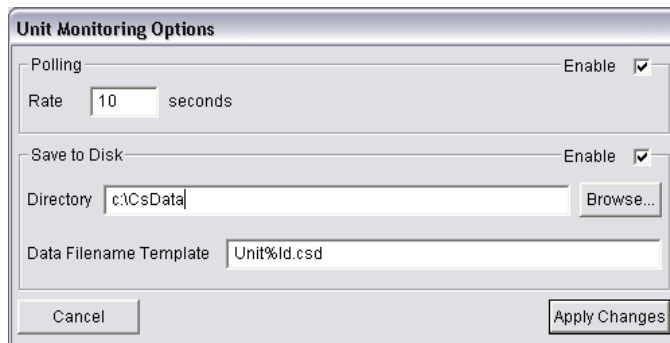 Unit Monitoring Options
Polling Enable
Rate 10 seconds
Save to Disk Enable
Directory c:\CsData Browse...
Data Filename Template Unit%ld.csd
Cancel Apply Changes